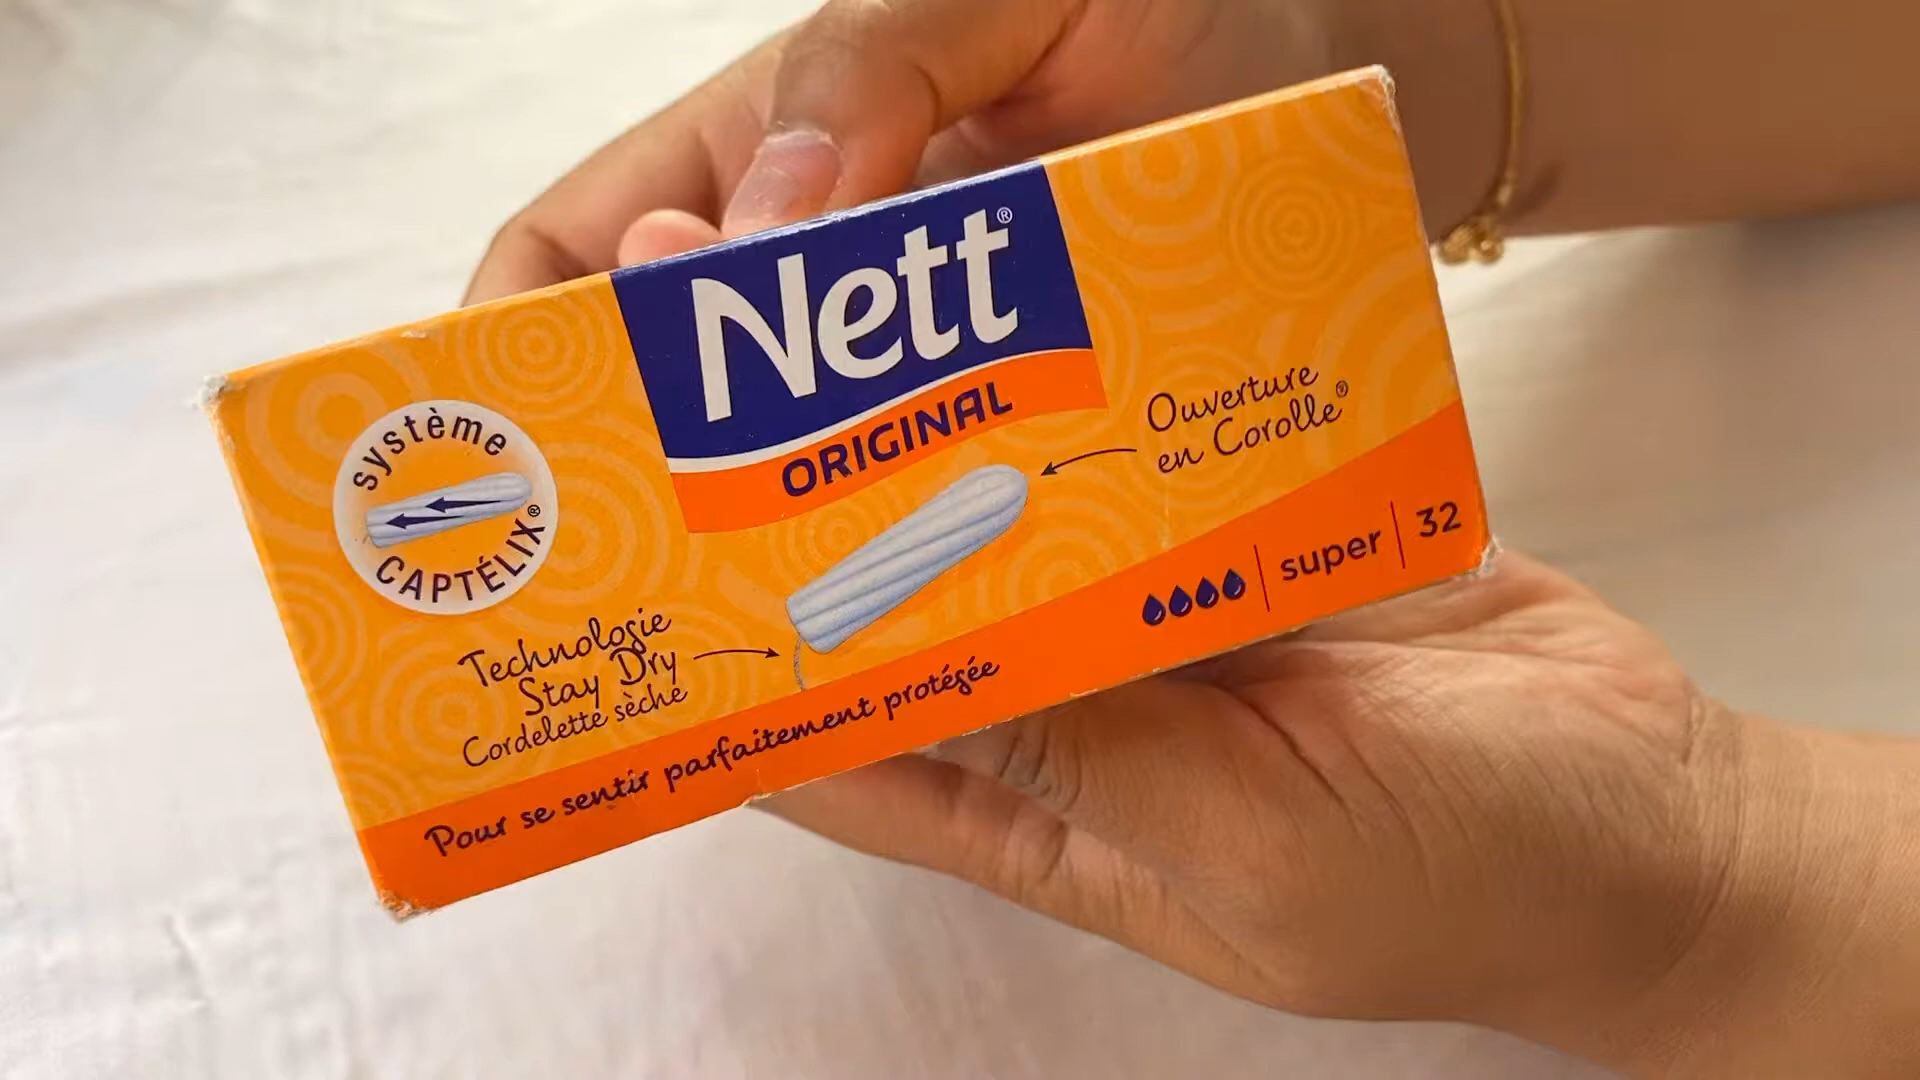 Nett®
ORIGINAL
système
CAPTÉLIX®
Ouverture
en Corolle®
super
32
Technologie
Stay Dry
Cordelette sèche
Pour se sentir parfaitement protégée